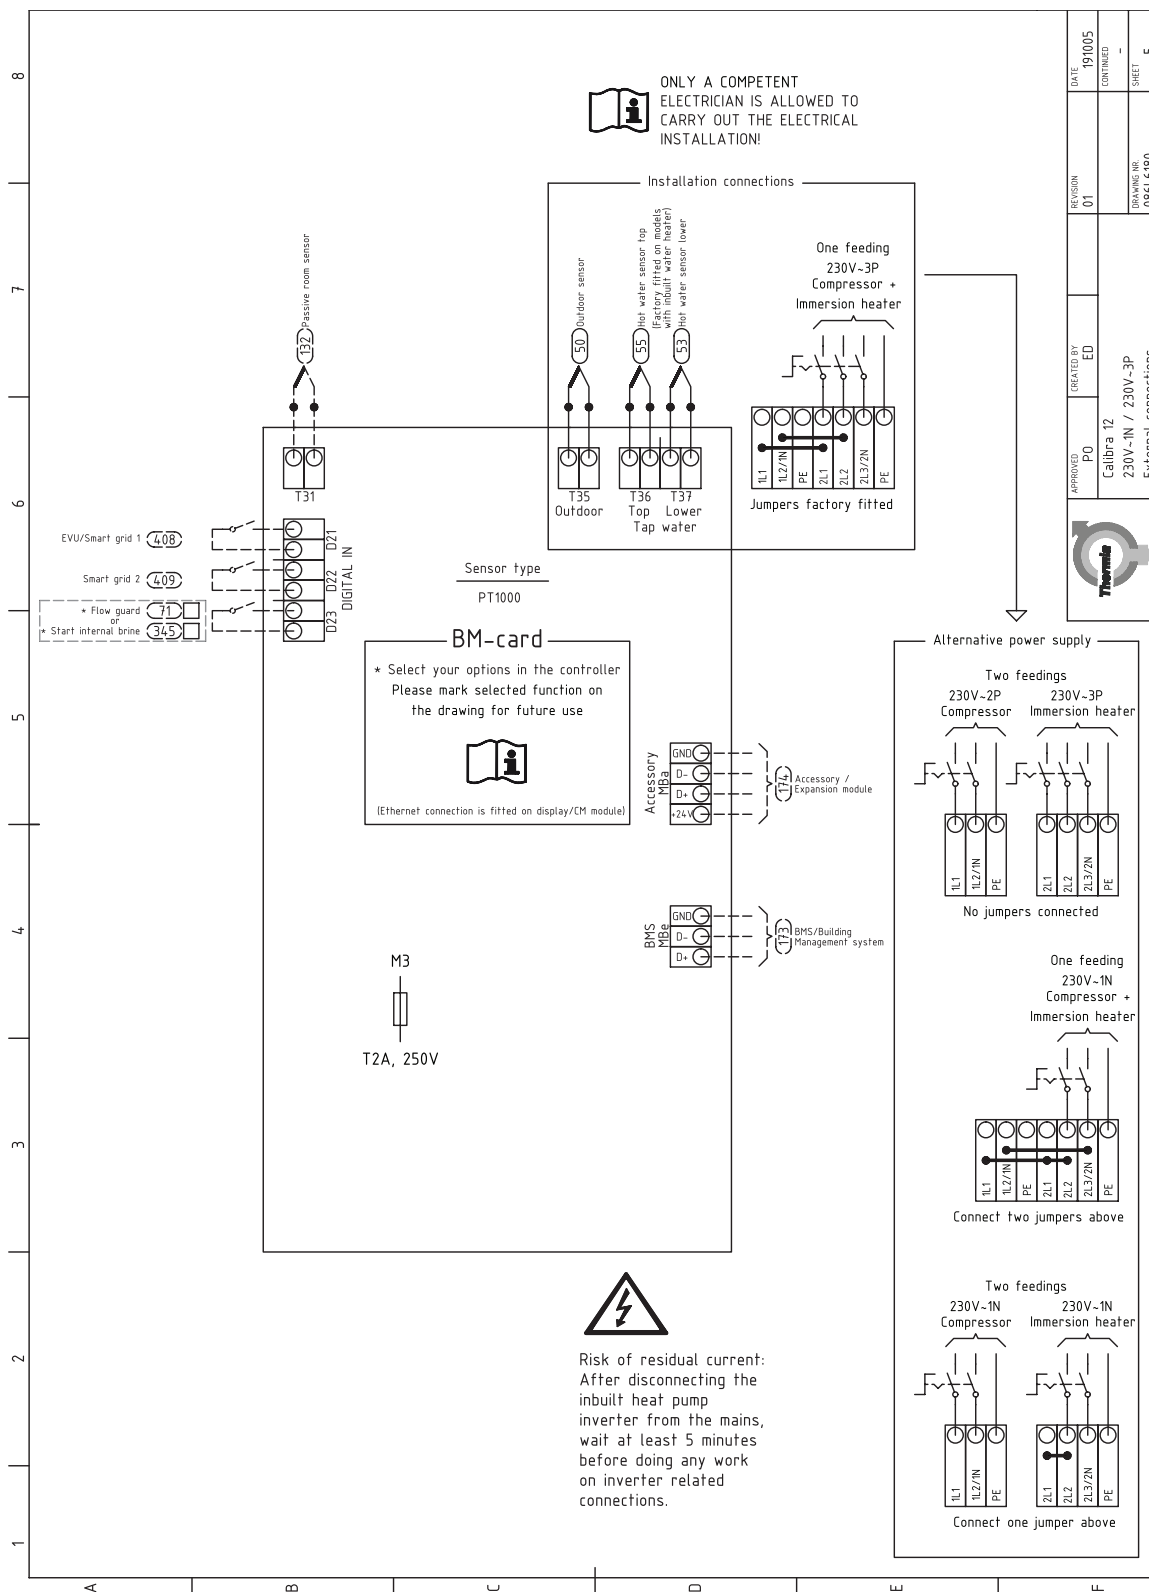 ONLY A COMPETENT
ELECTRICIAN IS ALLOWED TO
CARRY OUT THE ELECTRICAL
INSTALLATION!
Installation connections
132
Passive room sensor
T31
50
Outdoor sensor
T35
Outdoor
55
Hot water sensor top
(Factory fitted on models
with inbuilt water heater)
53
Hot water sensor lower
T36
T37
Top
Lower
Tap water
One feeding
230V~3P
Compressor +
Immersion heater
1L1
1L2/1N
PE
2L1
2L2
2L3/2N
PE
Jumpers factory fitted
EVU/Smart grid 1
408
Smart grid 2
409
* Flow guard
71
or
* Start internal brine
345
D21
D22
D23
DIGITAL IN
Sensor type
PT1000
BM-card
* Select your options in the controller
Please mark selected function on
the drawing for future use
i
(Ethernet connection is fitted on display/CM module)
Accessory
MBa
GND
D-
D+
+24V
174
Accessory /
Expansion module
BMS
MBe
GND
D-
D+
173
BMS/Building
Management system
M3
T2A, 250V
Risk of residual current:
After disconnecting the
inbuilt heat pump
inverter from the mains,
wait at least 5 minutes
before doing any work
on inverter related
connections.
Alternative power supply
Two feedings
230V~2P
Compressor
230V~3P
Immersion heater
1L1
1L2/1N
PE
2L1
2L2
2L3/2N
PE
No jumpers connected
One feeding
230V~1N
Compressor +
Immersion heater
1L1
1L2/1N
PE
2L1
2L2
2L3/2N
PE
Connect two jumpers above
Two feedings
230V~1N
Compressor
230V~1N
Immersion heater
1L1
1L2/1N
PE
2L1
2L2
2L3/2N
PE
Connect one jumper above
Thermia
APPROVED
PO
CREATED BY
ED
REVISION
01
DATE
191005
CONTINUED
-
Calibra 12
230V~1N / 230V~3P
External connections
DRAWING NR.
SHEET
8
7
6
5
4
3
2
1
A
B
C
D
E
F